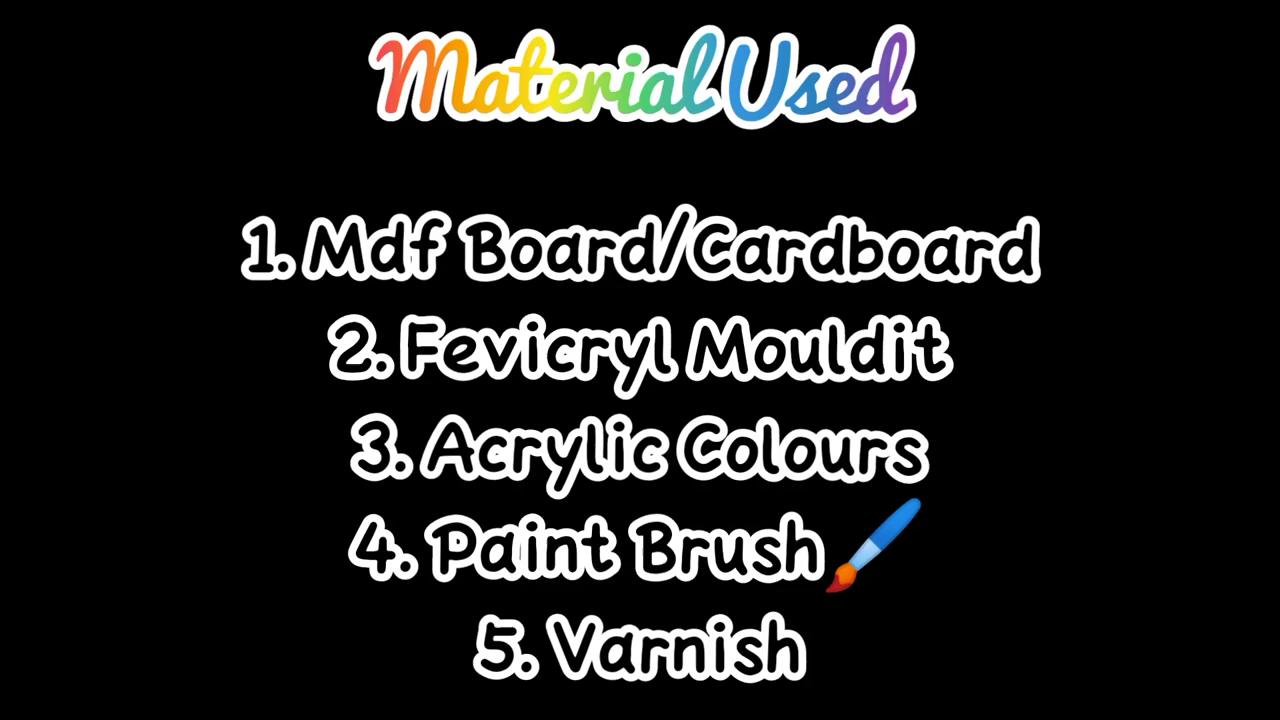 Material Used
1. Mdf Board/Cardboard
2. Fevicryl Mouldit
3. Acrylic Colours
4. Paint Brush
5. Varnish